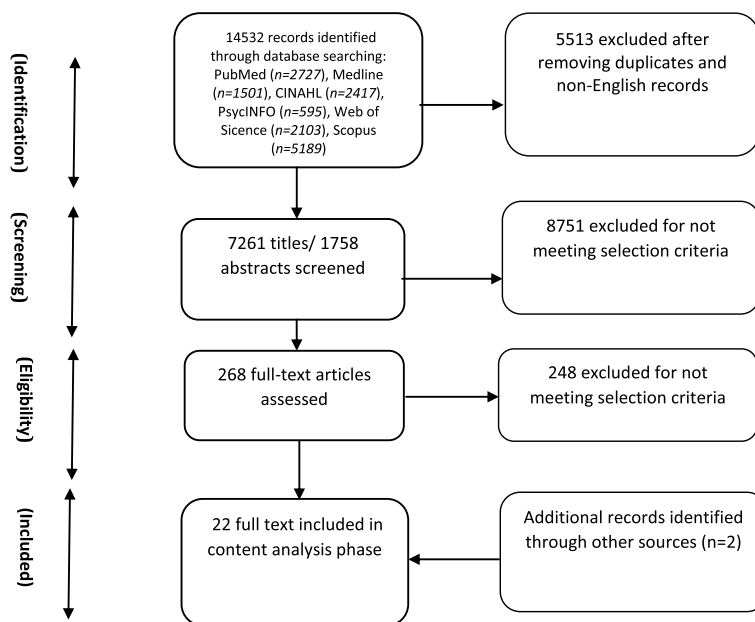 (Identification)
14532 records identified
through database searching:
PubMed (n=2727), Medline
(n=1501), CINAHL (n=2417),
PsycINFO (n=595), Web of
Sicence (n=2103), Scopus
(n=5189)
5513 excluded after
removing duplicates and
non-English records
(Screening)
7261 titles/ 1758
abstracts screened
8751 excluded for not
meeting selection criteria
(Eligibility)
268 full-text articles
assessed
248 excluded for not
meeting selection criteria
(Included)
22 full text included in
content analysis phase
Additional records identified
through other sources (n=2)